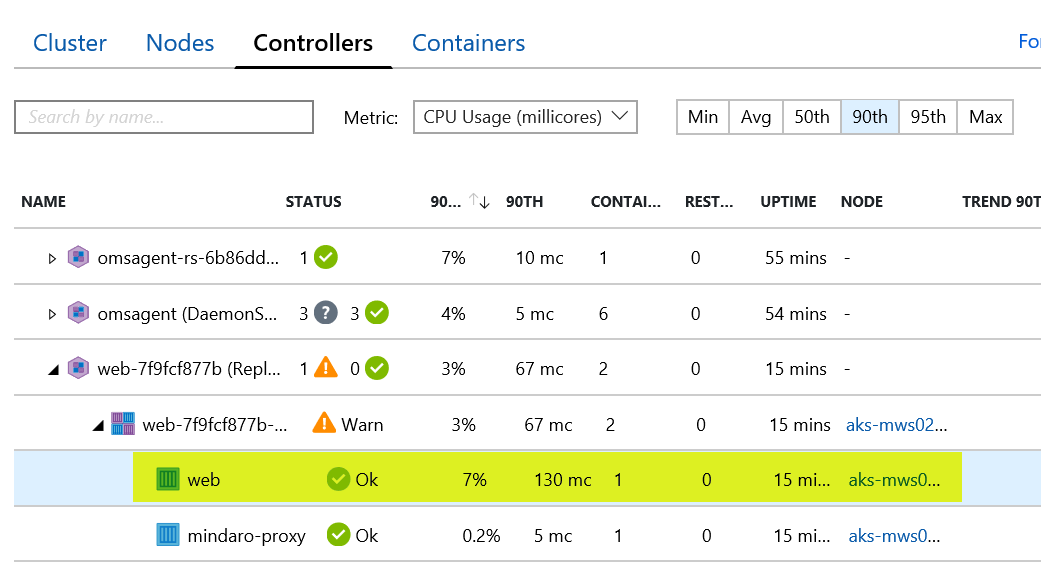 Cluster Nodes Controllers Containers For
Search by name... Metric: CPU Usage (millicores) Min Avg 50th 90th 95th Max
NAME STATUS 90... 90TH CONTAI... REST... UPTIME NODE TREND 90T
omsagent-rs-6b86dd... 1 7% 10 mc 1 0 55 mins -
omsagent (DaemonS... 3 ? 3 4% 5 mc 6 0 54 mins -
web-7f9fcf877b (Repl... 1 0 3% 67 mc 2 0 15 mins -
web-7f9fcf877b-... Warn 3% 67 mc 2 0 15 mins aks-mws02...
web Ok 7% 130 mc 1 0 15 mi... aks-mws0...
mindaro-proxy Ok 0.2% 5 mc 1 0 15 mi... aks-mws0...